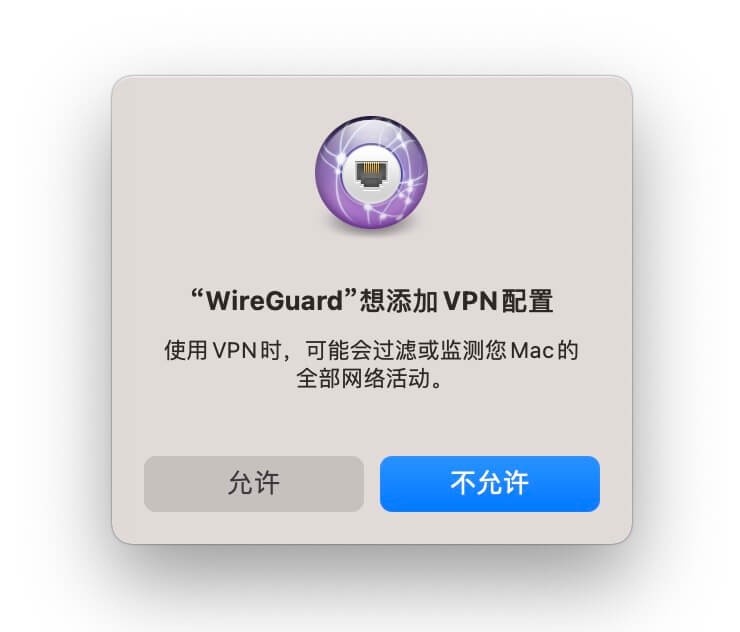 “WireGuard”想添加 VPN 配置
使用 VPN 时，可能会过滤或监测您 Mac 的
全部网络活动。
允许
不允许